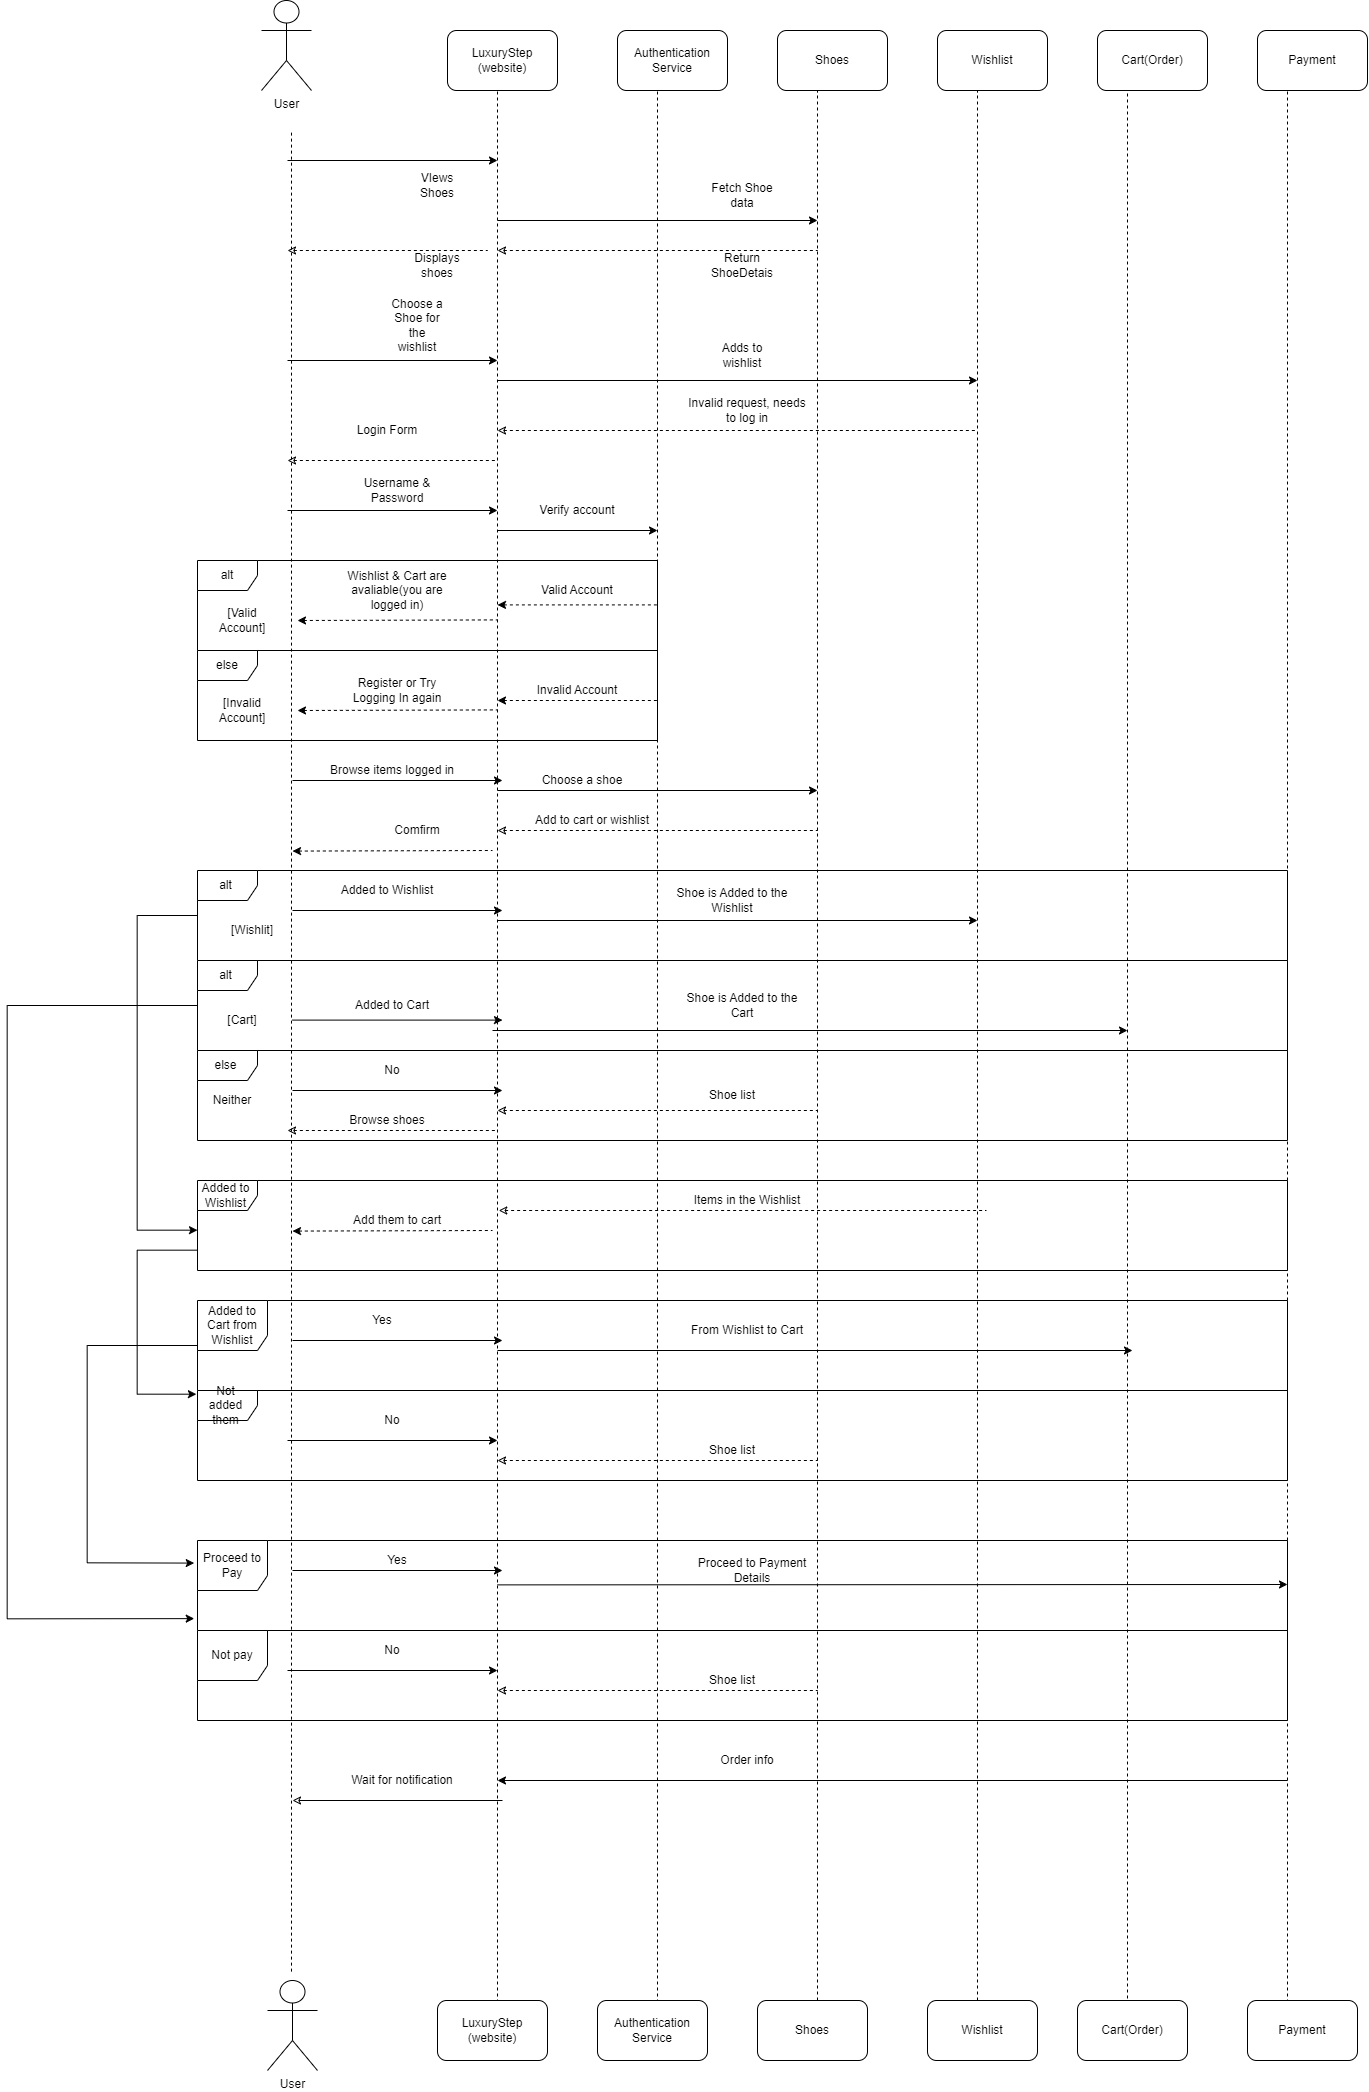 User
LuxuryStep
(website)
Authentication
Service
Shoes
Wishlist
Cart(Order)
Payment
VIews
Shoes
Fetch Shoe
data
Displays
shoes
Return
ShoeDetais
Choose a
Shoe for
the
wishlist
Adds to
wishlist
Invalid request, needs
to log in
Login Form
Username &
Password
Verify account
alt
[Valid
Account]
Wishlist & Cart are
avaliable(you are
logged in)
Valid Account
else
[Invalid
Account]
Register or Try
Logging In again
Invalid Account
Browse items logged in
Choose a shoe
Add to cart or wishlist
Comfirm
alt
[Wishlit]
Added to Wishlist
Shoe is Added to the
Wishlist
alt
[Cart]
Added to Cart
Shoe is Added to the
Cart
else
Neither
No
Shoe list
Browse shoes
Added to
Wishlist
Items in the Wishlist
Add them to cart
Added to
Cart from
Wishlist
Yes
From Wishlist to Cart
Not
added
them
No
Shoe list
Proceed to
Pay
Yes
Proceed to Payment
Details
Not pay
No
Shoe list
Order info
Wait for notification
User
LuxuryStep
(website)
Authentication
Service
Shoes
Wishlist
Cart(Order)
Payment